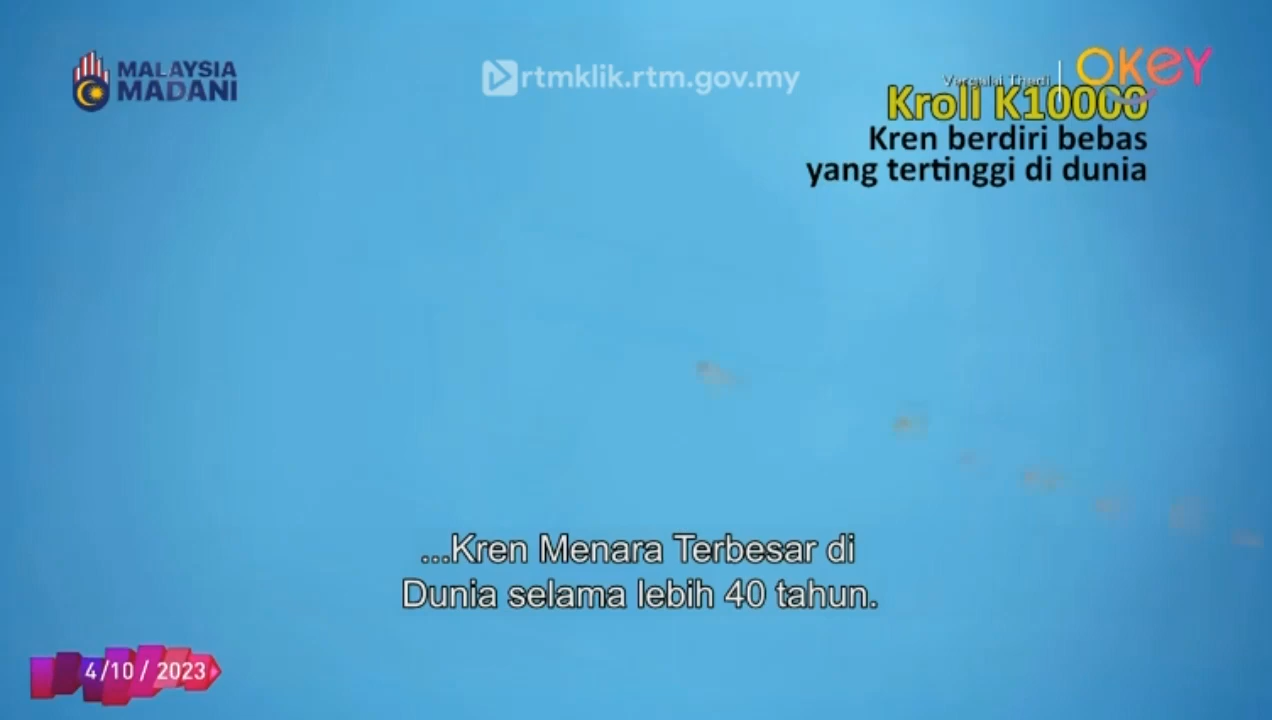 MALAYSIA
MADANI
rtmklik.rtm.gov.my
OKEY
Kroll K10000
Kren berdiri bebas
yang tertinggi di dunia
...Kren Menara Terbesar di
Dunia selama lebih 40 tahun.
4/10/2023